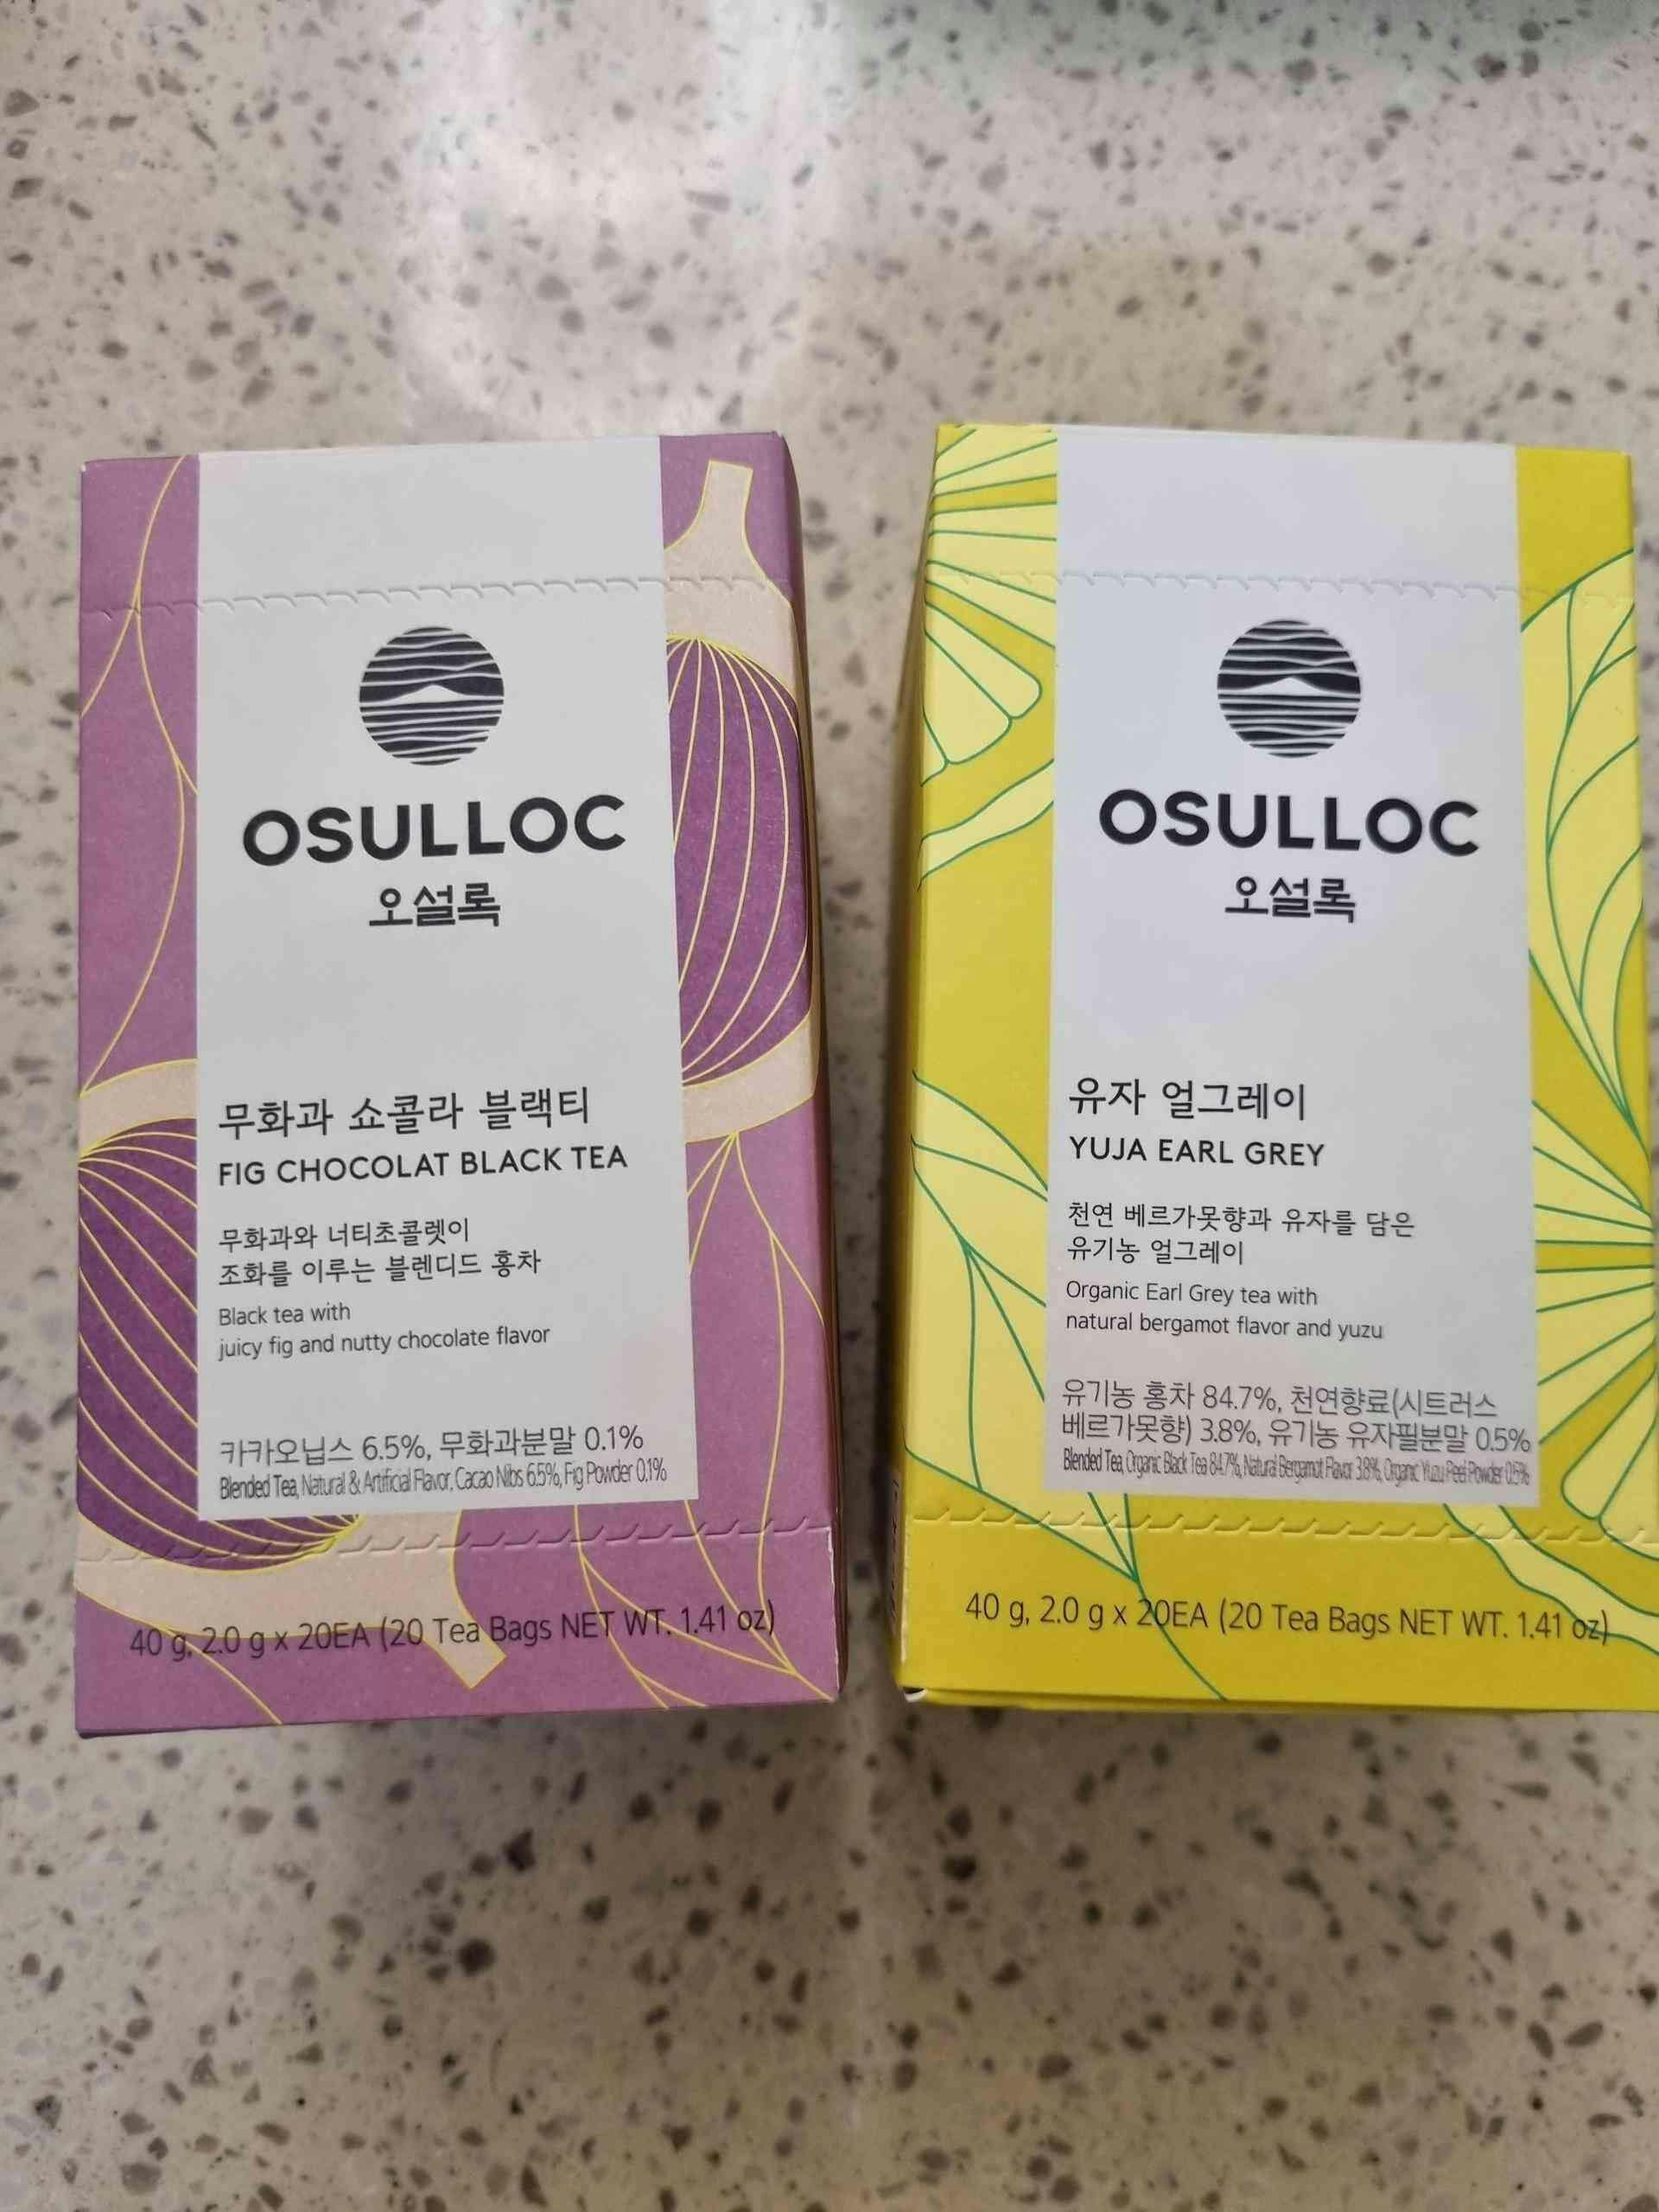 OSULLOC
오설록
무화과 쇼콜라 블랙티
FIG CHOCOLAT BLACK TEA
무화과와 너티초콜렛이
조화를 이루는 블렌디드 홍차
Black tea with
juicy fig and nutty chocolate flavor
카카오닙스 6.5%, 무화과분말 0.1%
Blended Tea, Natural & Artificial Flavor, Cacao Nibs 6.5%, Fig Powder 0.1%
40 g, 2.0 g x 20EA (20 Tea Bags NET WT. 1.41 oz)
OSULLOC
오설록
유자 얼그레이
YUJA EARL GREY
천연 베르가못향과 유자를 담은
유기농 얼그레이
Organic Earl Grey tea with
natural bergamot flavor and yuzu
유기농 홍차 84.7%, 천연향료(시트러스
베르가못향) 3.8%, 유기농 유자필분말 0.5%
Blended Tea, Organic Black Tea 84.7%, Natural Bergamot Flavor 3.8%, Organic Yuzu Peel Powder 0.5%
40 g, 2.0 g x 20EA (20 Tea Bags NET WT. 1.41 oz)